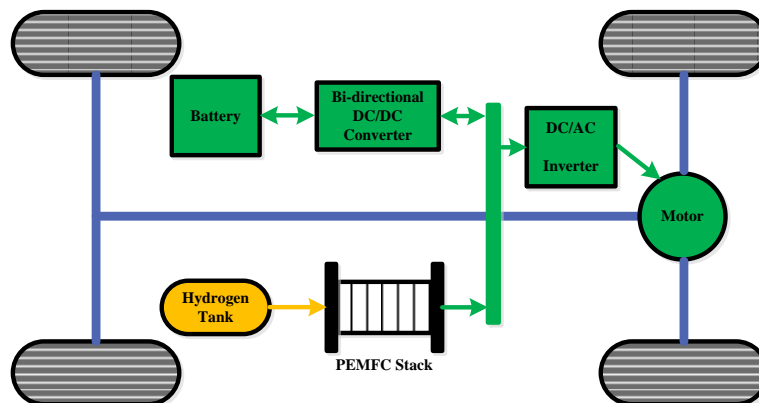 Battery
Bi-directional
DC/DC
Converter
DC/AC
Inverter
Motor
Hydrogen
Tank
PEMFC Stack